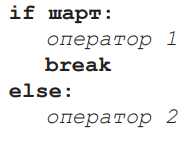 if шарт:
оператор 1
break
else:
оператор 2